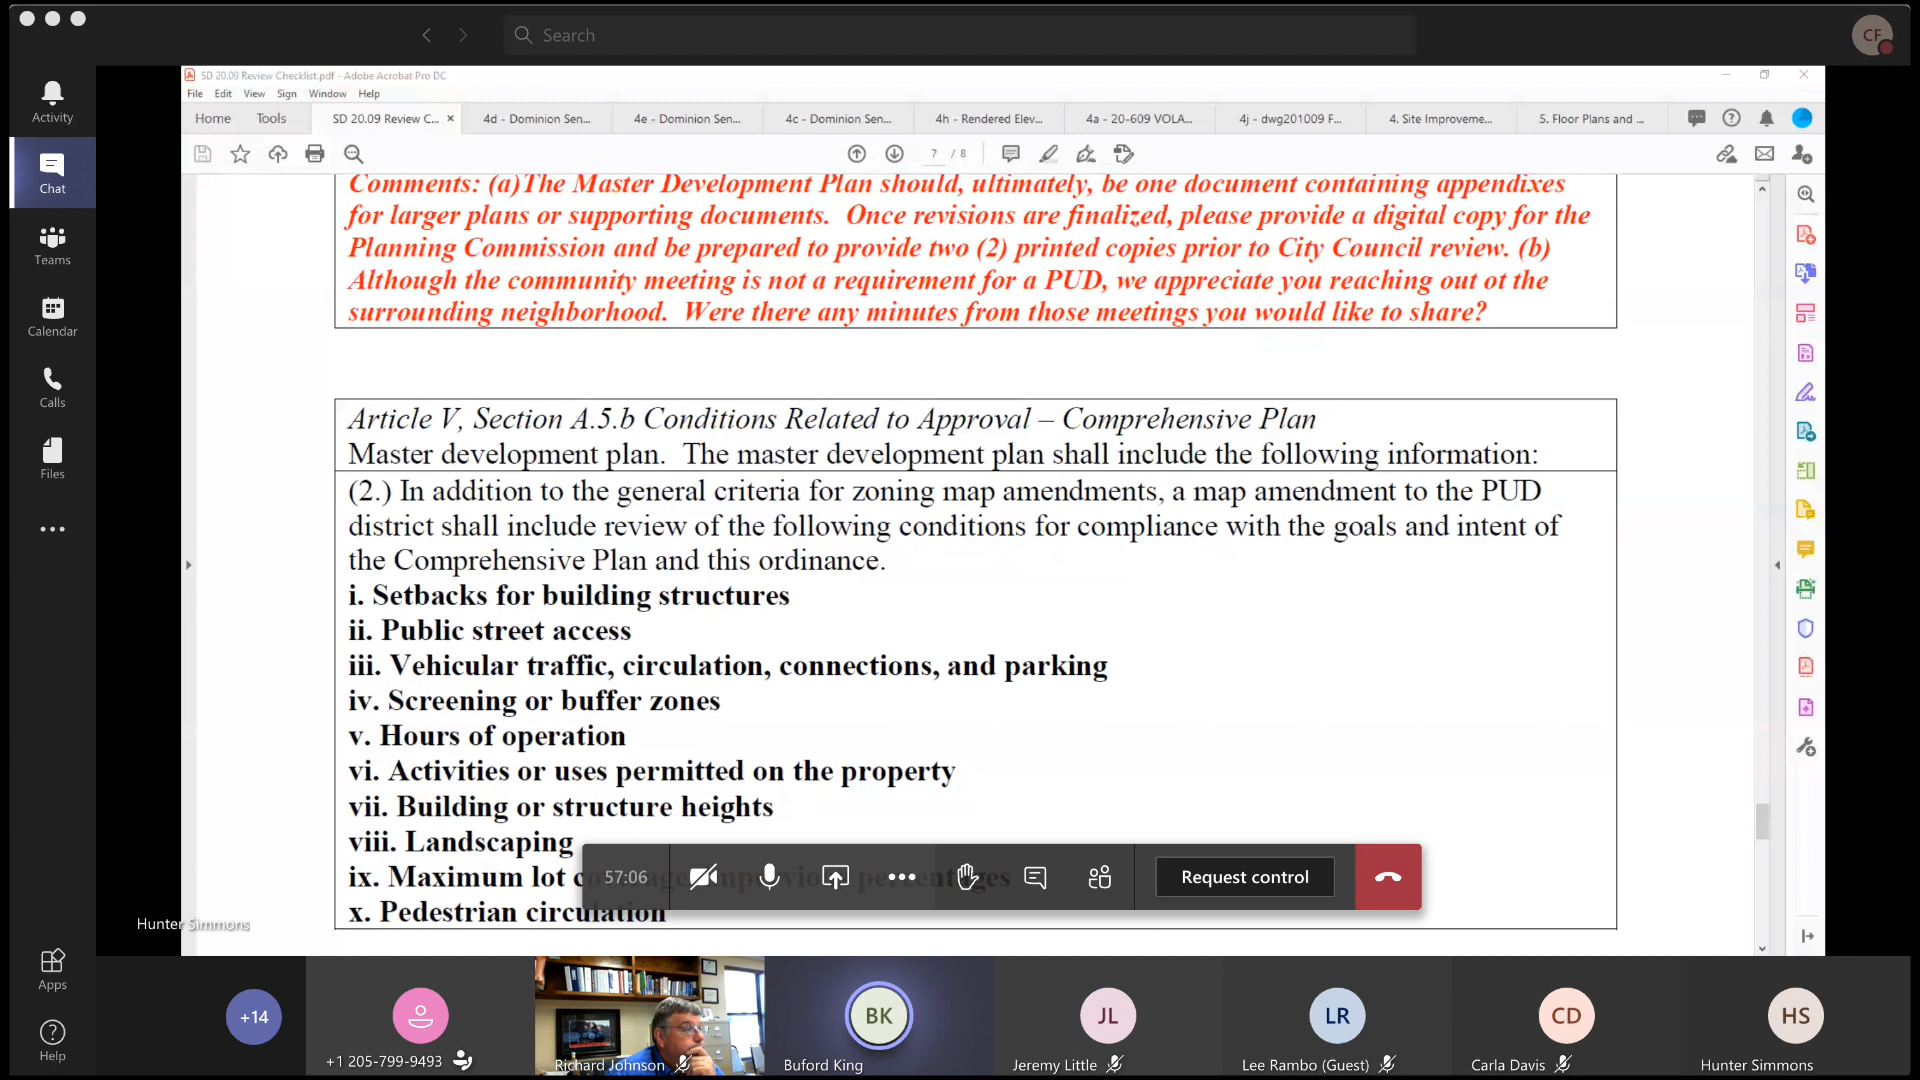 Search
CF
SD 20.09 Review Checklist.pdf - Adobe Acrobat Pro DC
File Edit View Sign Window Help
Home Tools SD 20.09 Review C... × 4d - Dominion Sen... 4e - Dominion Sen... 4c - Dominion Sen... 4h - Rendered Elev... 4a - 20-609 VOLA... 4j - dwg201009 F... 4. Site Improveme... 5. Floor Plans and ...
7 / 8
Activity
Chat
Teams
Calendar
Calls
Files
Comments: (a)The Master Development Plan should, ultimately, be one document containing appendixes
for larger plans or supporting documents. Once revisions are finalized, please provide a digital copy for the
Planning Commission and be prepared to provide two (2) printed copies prior to City Council review. (b)
Although the community meeting is not a requirement for a PUD, we appreciate you reaching out ot the
surrounding neighborhood. Were there any minutes from those meetings you would like to share?
Article V, Section A.5.b Conditions Related to Approval – Comprehensive Plan
Master development plan. The master development plan shall include the following information:
(2.) In addition to the general criteria for zoning map amendments, a map amendment to the PUD
district shall include review of the following conditions for compliance with the goals and intent of
the Comprehensive Plan and this ordinance.
i. Setbacks for building structures
ii. Public street access
iii. Vehicular traffic, circulation, connections, and parking
iv. Screening or buffer zones
v. Hours of operation
vi. Activities or uses permitted on the property
vii. Building or structure heights
viii. Landscaping
ix. Maximum lot
x. Pedestrian circulation
57:06 Request control
Hunter Simmons
Apps
Help
+14
+1 205-799-9493
Richard Johnson
BK
Buford King
JL
Jeremy Little
LR
Lee Rambo (Guest)
CD
Carla Davis
HS
Hunter Simmons